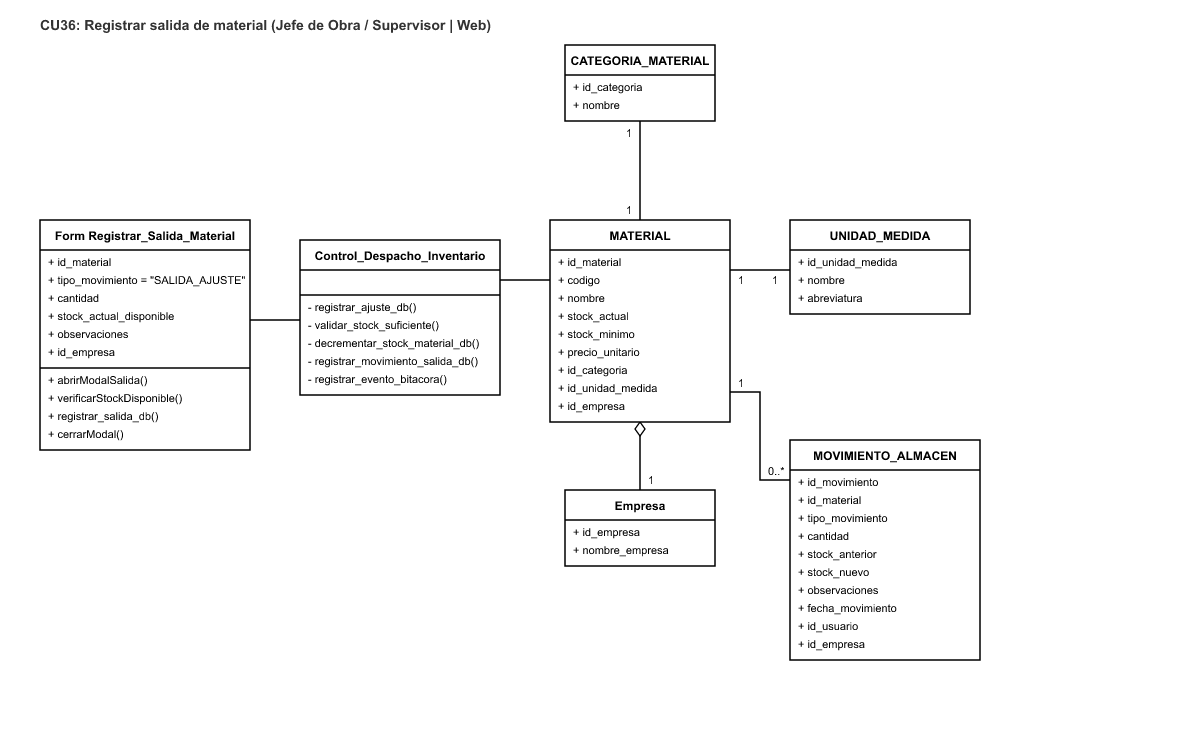 CU36: Registrar salida de material (Jefe de Obra / Supervisor | Web)
CATEGORIA_MATERIAL
+ id_categoria
+ nombre
1
1
Form Registrar_Salida_Material
+ id_material
+ tipo_movimiento = "SALIDA_AJUSTE"
+ cantidad
+ stock_actual_disponible
+ observaciones
+ id_empresa
+ abrirModalSalida()
+ verificarStockDisponible()
+ registrar_salida_db()
+ cerrarModal()
Control_Despacho_Inventario
- registrar_ajuste_db()
- validar_stock_suficiente()
- decrementar_stock_material_db()
- registrar_movimiento_salida_db()
- registrar_evento_bitacora()
MATERIAL
+ id_material
+ codigo
+ nombre
+ stock_actual
+ stock_minimo
+ precio_unitario
+ id_categoria
+ id_unidad_medida
+ id_empresa
1
1
UNIDAD_MEDIDA
+ id_unidad_medida
+ nombre
+ abreviatura
1
0..*
1
Empresa
+ id_empresa
+ nombre_empresa
MOVIMIENTO_ALMACEN
+ id_movimiento
+ id_material
+ tipo_movimiento
+ cantidad
+ stock_anterior
+ stock_nuevo
+ observaciones
+ fecha_movimiento
+ id_usuario
+ id_empresa